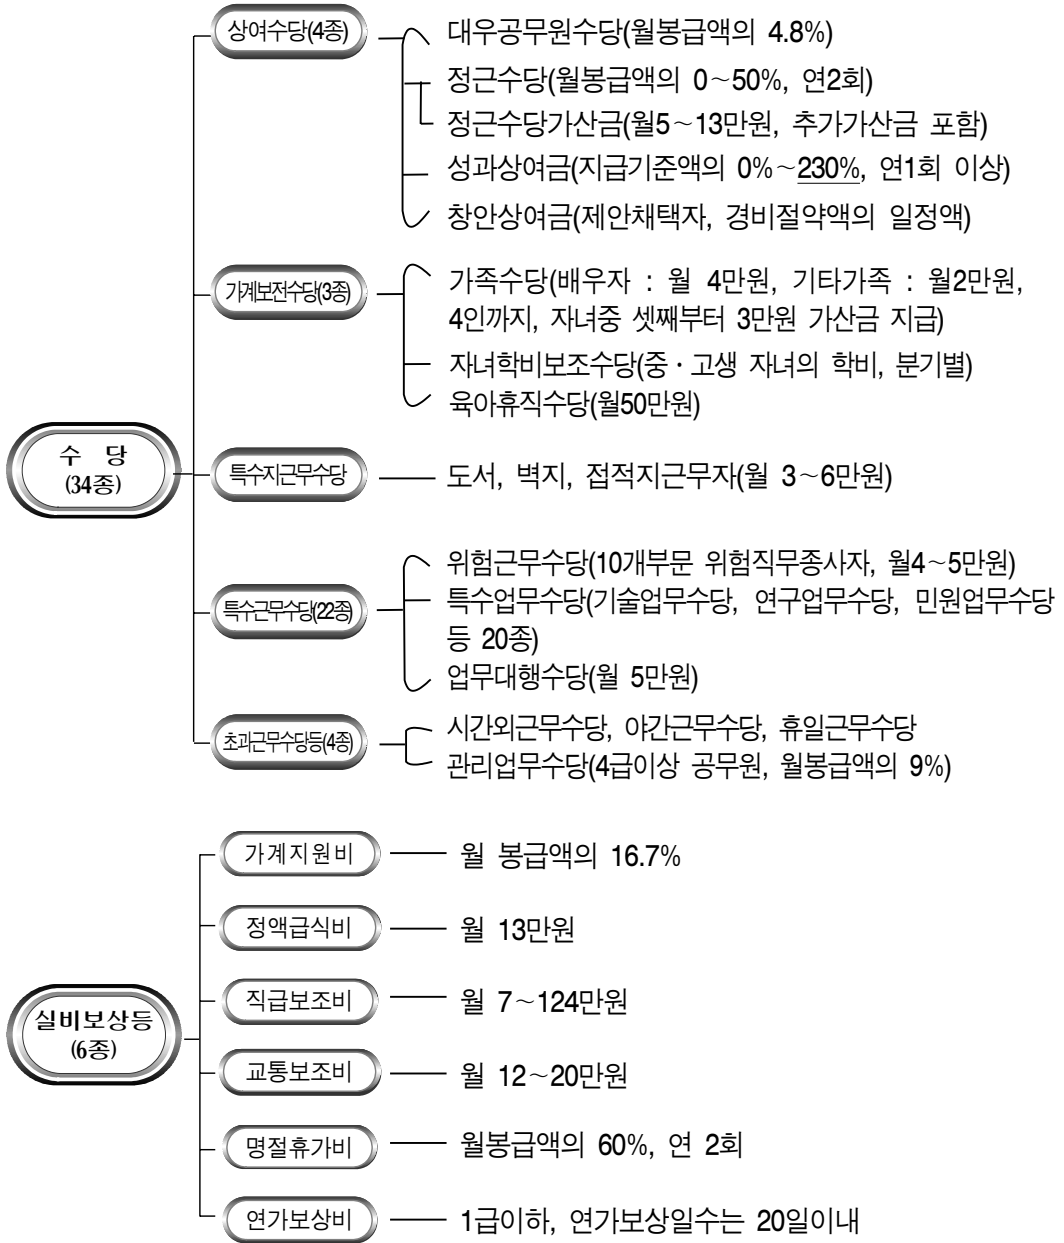 상여수당(4종)
대우공무원수당(월봉급액의 4.8%)
정근수당(월봉급액의 0~50%, 연2회)
정근수당가산금(월5~13만원, 추가가산금 포함)
성과상여금(지급기준액의 0%~230%, 연1회 이상)
창안상여금(제안채택자, 경비절약액의 일정액)
가계보전수당(3종)
가족수당(배우자 : 월 4만원, 기타가족 : 월2만원,
4인까지, 자녀중 셋째부터 3만원 가산금 지급)
자녀학비보조수당(중·고생 자녀의 학비, 분기별)
육아휴직수당(월50만원)
수 당
(34종)
특수지근무수당
도서, 벽지, 접적지근무자(월 3~6만원)
특수근무수당(22종)
위험근무수당(10개부문 위험직무종사자, 월4~5만원)
특수업무수당(기술업무수당, 연구업무수당, 민원업무수당
등 20종)
업무대행수당(월 5만원)
초과근무수당등(4종)
시간외근무수당, 야간근무수당, 휴일근무수당
관리업무수당(4급이상 공무원, 월봉급액의 9%)
실비보상등
(6종)
가계지원비
월 봉급액의 16.7%
정액급식비
월 13만원
직급보조비
월 7~124만원
교통보조비
월 12~20만원
명절휴가비
월봉급액의 60%, 연 2회
연가보상비
1급이하, 연가보상일수는 20일이내